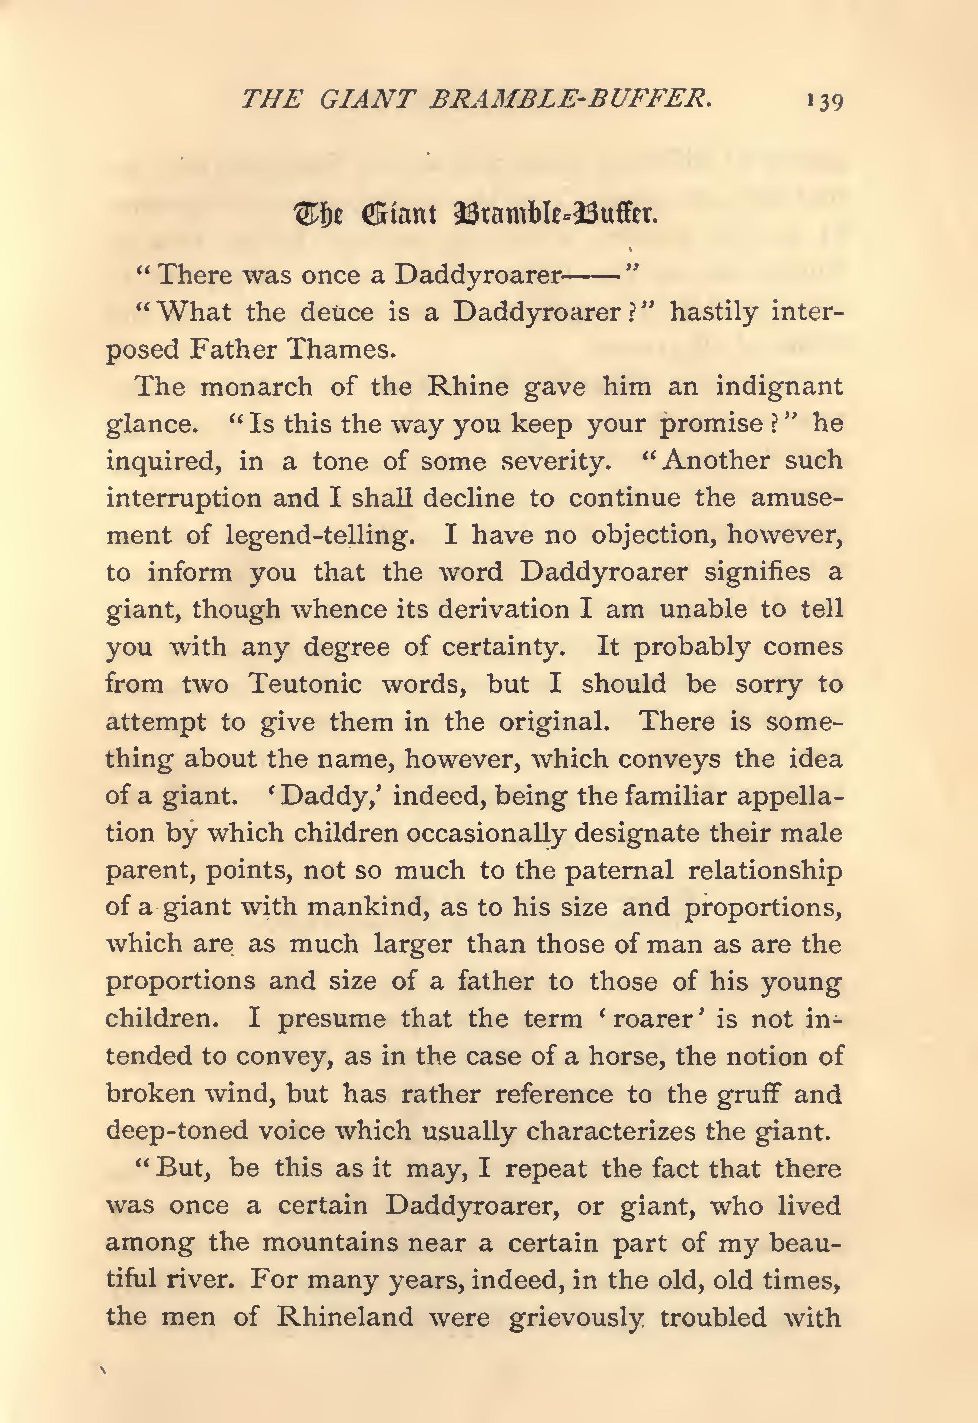 THE GIANT BRAMBLE-BUFFER. 139
The Giant Bramble-Buffer.
“There was once a Daddyroarer——”
“What the deuce is a Daddyroarer?” hastily inter-
posed Father Thames.
The monarch of the Rhine gave him an indignant
glance. “Is this the way you keep your promise?” he
inquired, in a tone of some severity. “Another such
interruption and I shall decline to continue the amuse-
ment of legend-telling. I have no objection, however,
to inform you that the word Daddyroarer signifies a
giant, though whence its derivation I am unable to tell
you with any degree of certainty. It probably comes
from two Teutonic words, but I should be sorry to
attempt to give them in the original. There is some-
thing about the name, however, which conveys the idea
of a giant. ‘Daddy,’ indeed, being the familiar appella-
tion by which children occasionally designate their male
parent, points, not so much to the paternal relationship
of a giant with mankind, as to his size and proportions,
which are as much larger than those of man as are the
proportions and size of a father to those of his young
children. I presume that the term ‘roarer’ is not in-
tended to convey, as in the case of a horse, the notion of
broken wind, but has rather reference to the gruff and
deep-toned voice which usually characterizes the giant.
“But, be this as it may, I repeat the fact that there
was once a certain Daddyroarer, or giant, who lived
among the mountains near a certain part of my beau-
tiful river. For many years, indeed, in the old, old times,
the men of Rhineland were grievously troubled with